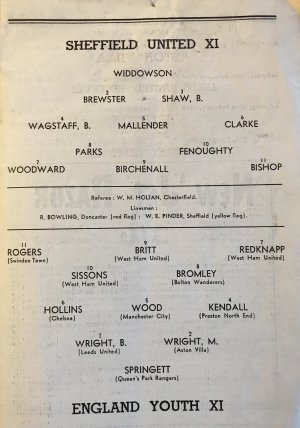 SHEFFIELD UNITED XI
WIDDOWSON
2 3
BREWSTER SHAW, B.
4 5 6
WAGSTAFF, B. MALLENDER CLARKE
8 10
PARKS FENOUGHTY
7 9 11
WOODWARD BIRCHENALL BISHOP
Referee : W. M. HOLIAN, Chesterfield.
Linesmen :
R. BOWLING, Doncaster (red flag) : W. E. PINDER, Sheffield (yellow flag).
11 9 7
ROGERS BRITT REDKNAPP
(Swindon Town) (West Ham United) (West Ham United)
10 8
SISSONS BROMLEY
(West Ham United) (Bolton Wanderers)
6 5 4
HOLLINS WOOD KENDALL
(Chelsea) (Manchester City) (Preston North End)
3 2
WRIGHT, B. WRIGHT, M.
(Leeds United) (Aston Villa)
SPRINGETT
(Queen's Park Rangers)
ENGLAND YOUTH XI